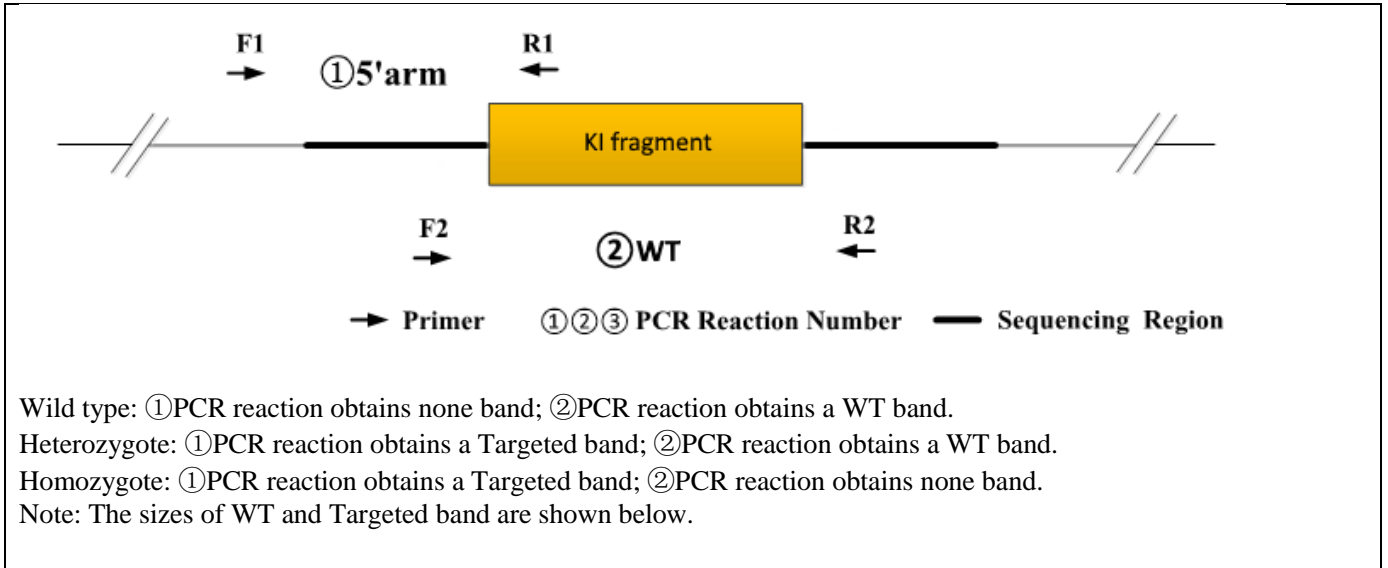 F1 R1
①5'arm
KI fragment
F2 R2
②WT
Primer ①②③ PCR Reaction Number Sequencing Region
Wild type: ①PCR reaction obtains none band; ②PCR reaction obtains a WT band.
Heterozygote: ①PCR reaction obtains a Targeted band; ②PCR reaction obtains a WT band.
Homozygote: ①PCR reaction obtains a Targeted band; ②PCR reaction obtains none band.
Note: The sizes of WT and Targeted band are shown below.